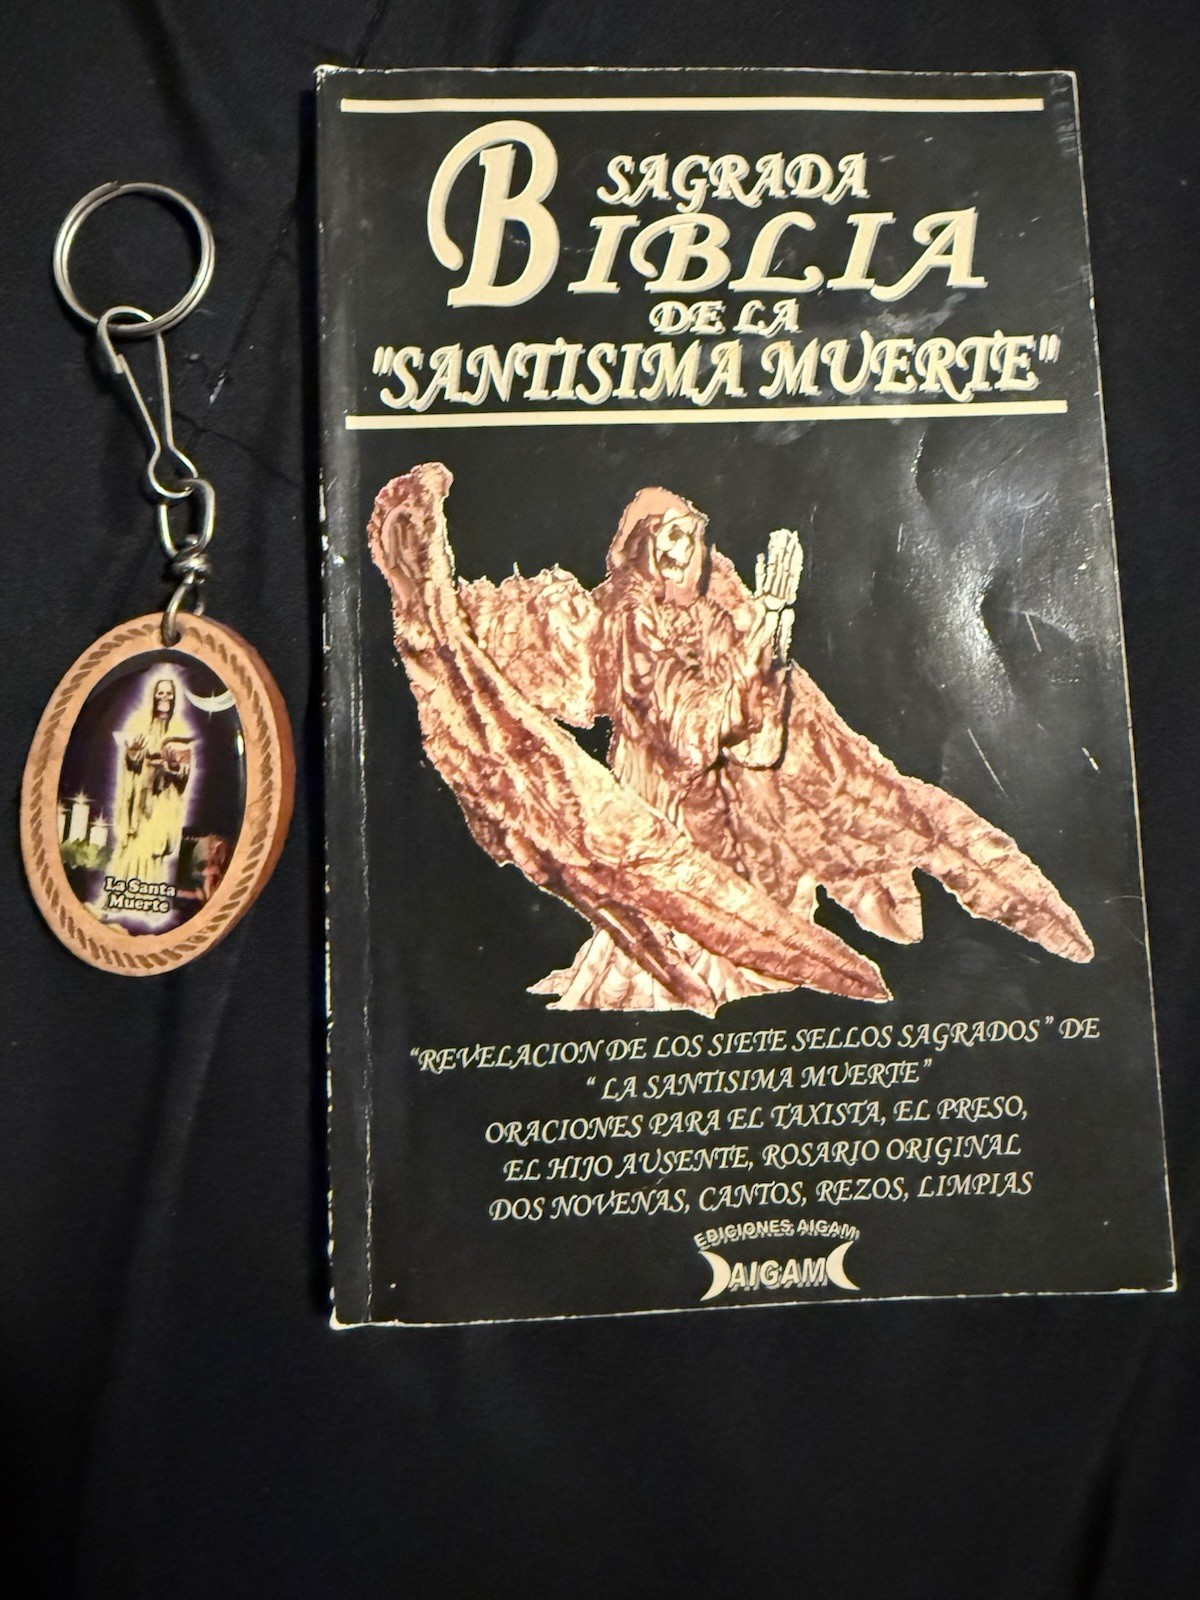 SAGRADA
BIBLIA
DE LA
"SANTISIMA MUERTE"
"REVELACION DE LOS SIETE SELLOS SAGRADOS" DE
"LA SANTISIMA MUERTE"
ORACIONES PARA EL TAXISTA, EL PRESO,
EL HIJO AUSENTE, ROSARIO ORIGINAL
DOS NOVENAS, CANTOS, REZOS, LIMPIAS
EDICIONES AIGAM
AIGAM
La Santa
Muerte